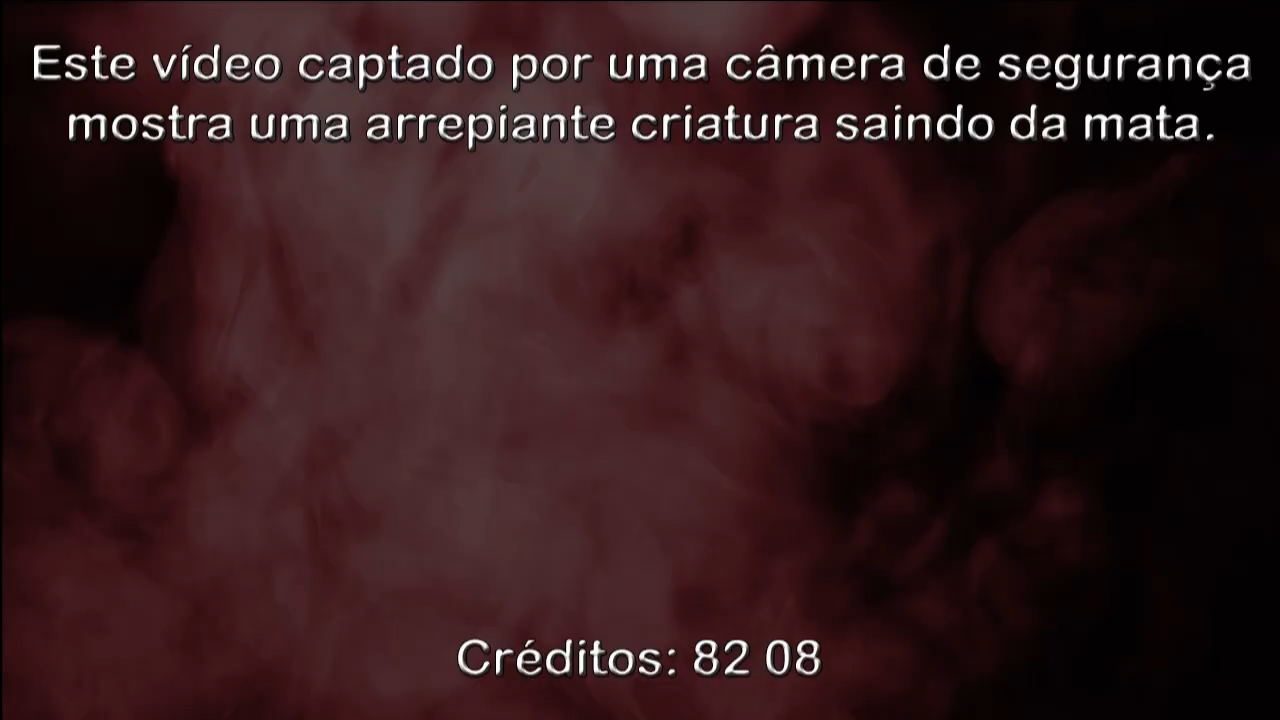 Este vídeo captado por uma câmera de segurança
mostra uma arrepiante criatura saindo da mata.
Créditos: 82 08